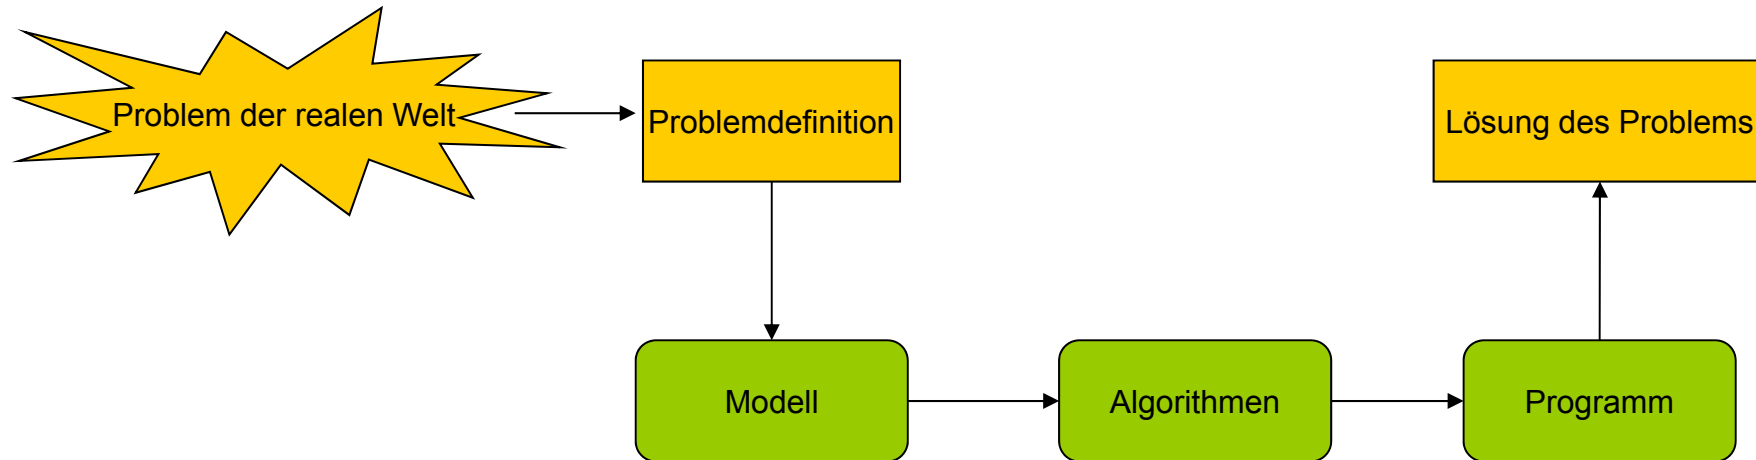 Problem der realen Welt
Problemdefinition
Lösung des Problems
Modell
Algorithmen
Programm